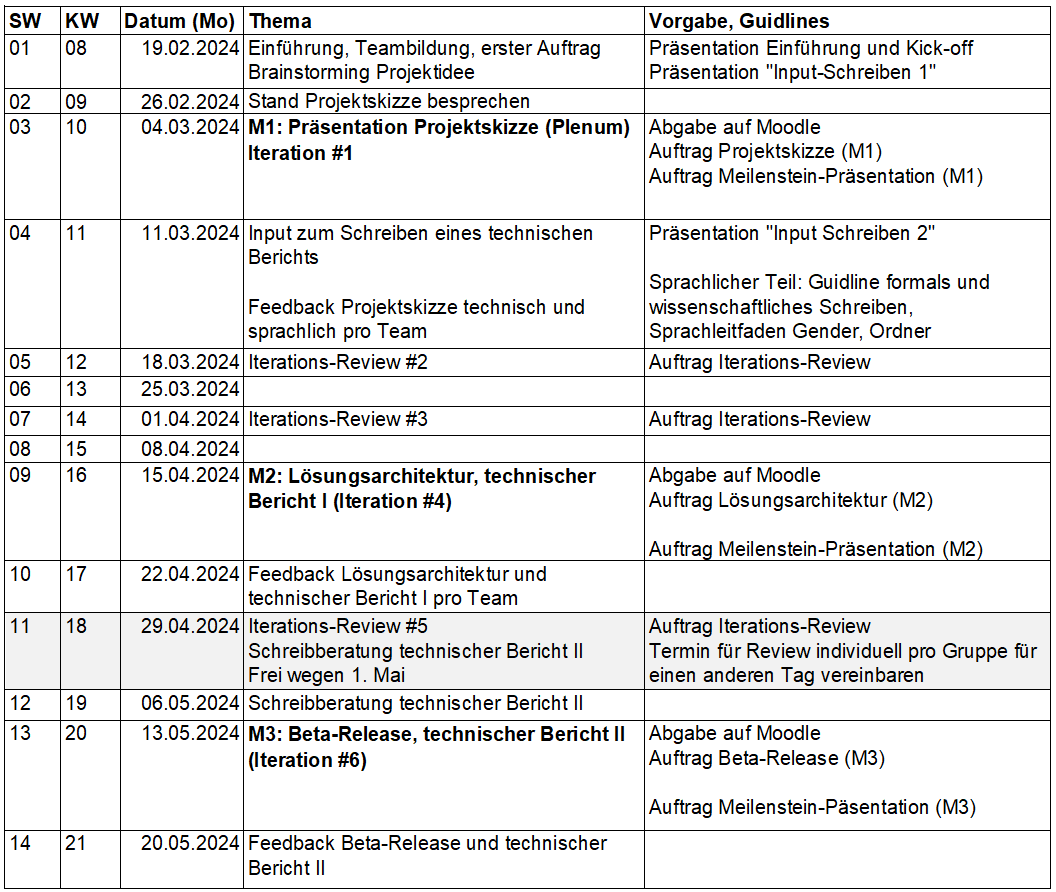 SW KW Datum (Mo) Thema Vorgabe, Guidlines
01 08 19.02.2024 Einführung, Teambildung, erster Auftrag Präsentation Einführung und Kick-off
Brainstorming Projektidee Präsentation "Input-Schreiben 1"
02 09 26.02.2024 Stand Projektskizze besprechen
03 10 04.03.2024 M1: Präsentation Projektskizze (Plenum) Abgabe auf Moodle
Iteration #1 Auftrag Projektskizze (M1)
Auftrag Meilenstein-Präsentation (M1)
04 11 11.03.2024 Input zum Schreiben eines technischen Präsentation "Input Schreiben 2"
Berichts
Sprachlicher Teil: Guidline formals und
Feedback Projektskizze technisch und wissenschaftliches Schreiben,
sprachlich pro Team Sprachleitfaden Gender, Ordner
05 12 18.03.2024 Iterations-Review #2 Auftrag Iterations-Review
06 13 25.03.2024
07 14 01.04.2024 Iterations-Review #3 Auftrag Iterations-Review
08 15 08.04.2024
09 16 15.04.2024 M2: Lösungsarchitektur, technischer Abgabe auf Moodle
Bericht I (Iteration #4) Auftrag Lösungsarchitektur (M2)
Auftrag Meilenstein-Präsentation (M2)
10 17 22.04.2024 Feedback Lösungsarchitektur und
technischer Bericht I pro Team
11 18 29.04.2024 Iterations-Review #5 Auftrag Iterations-Review
Schreibberatung technischer Bericht II Termin für Review individuell pro Gruppe für
Frei wegen 1. Mai einen anderen Tag vereinbaren
12 19 06.05.2024 Schreibberatung technischer Bericht II
13 20 13.05.2024 M3: Beta-Release, technischer Bericht II Abgabe auf Moodle
(Iteration #6) Auftrag Beta-Release (M3)
Auftrag Meilenstein-Päsentation (M3)
14 21 20.05.2024 Feedback Beta-Release und technischer
Bericht II